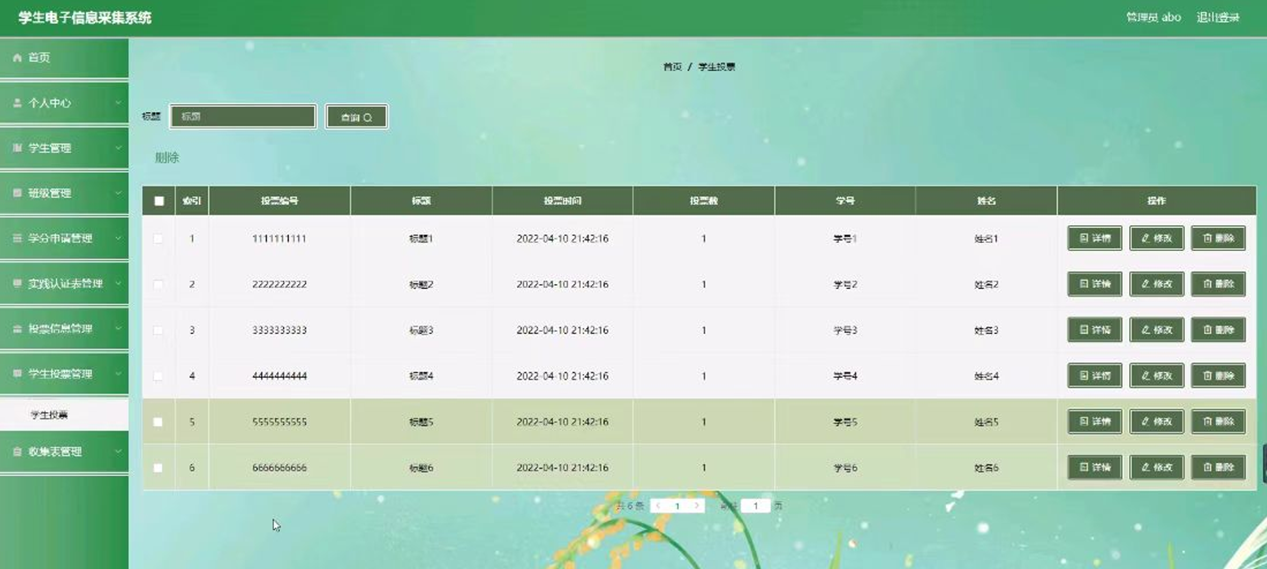 学生电子信息采集系统 管理员 abo 退出登录
首页
首页 / 学生投票
个人中心
标题 标题 查询
学生管理
删除
班级管理
索引 投票编号 标题 投票时间 投票数 学号 姓名 操作
学分申请管理
1 1111111111 标题1 2022-04-10 21:42:16 1 学号1 姓名1 详情 修改 删除
实践认证表管理
2 2222222222 标题2 2022-04-10 21:42:16 1 学号2 姓名2 详情 修改 删除
投票信息管理
3 3333333333 标题3 2022-04-10 21:42:16 1 学号3 姓名3 详情 修改 删除
学生投票管理
4 4444444444 标题4 2022-04-10 21:42:16 1 学号4 姓名4 详情 修改 删除
学生投票
5 5555555555 标题5 2022-04-10 21:42:16 1 学号5 姓名5 详情 修改 删除
收集表管理
6 6666666666 标题6 2022-04-10 21:42:16 1 学号6 姓名6 详情 修改 删除
共 6 条 1 前往 1 页